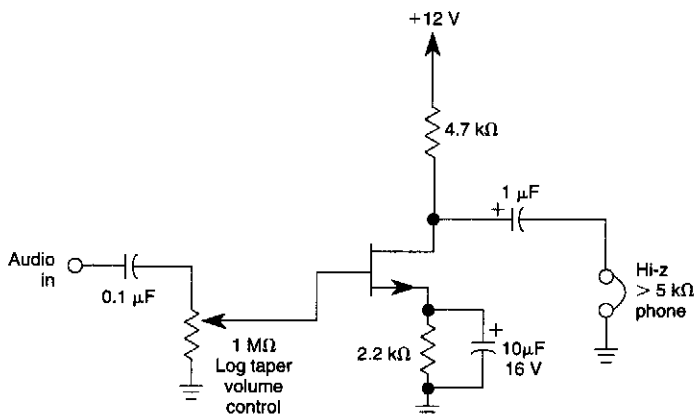 +12 V
4.7 kΩ
1 µF
+
Audio
in
0.1 µF
1 MΩ
Log taper
volume
control
2.2 kΩ
+
10µF
16 V
Hi-z
> 5 kΩ
phone